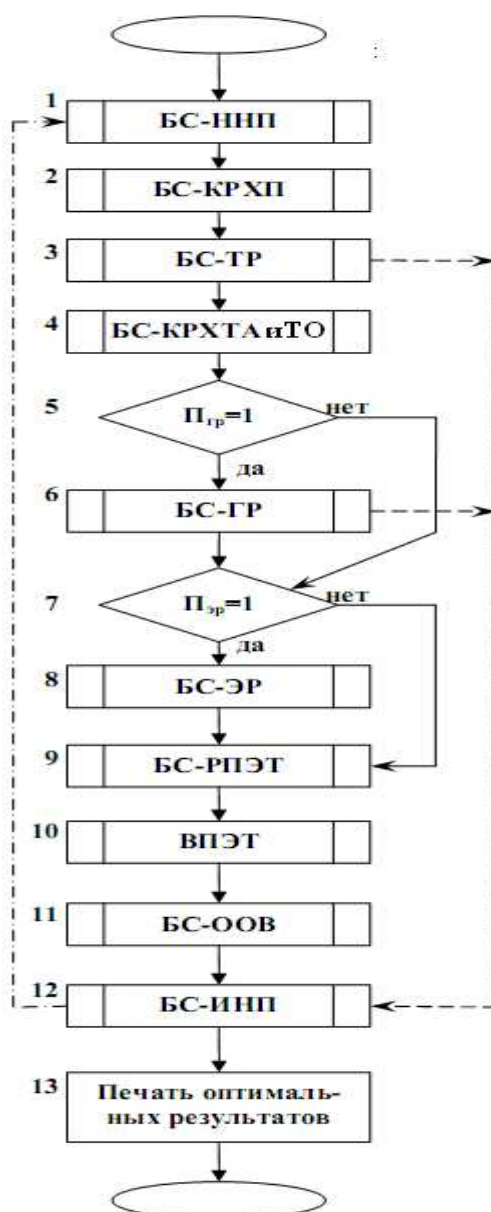 1
БС-ННП
2
БС-КРХП
3
БС-ТР
4
БС-КРХТАиТО
5
Пгр=1
нет
да
6
БС-ГР
7
Пэр=1
нет
да
8
БС-ЭР
9
БС-РПЭТ
10
ВПЭТ
11
БС-ООВ
12
БС-ИНП
13
Печать оптималь-
ных результатов